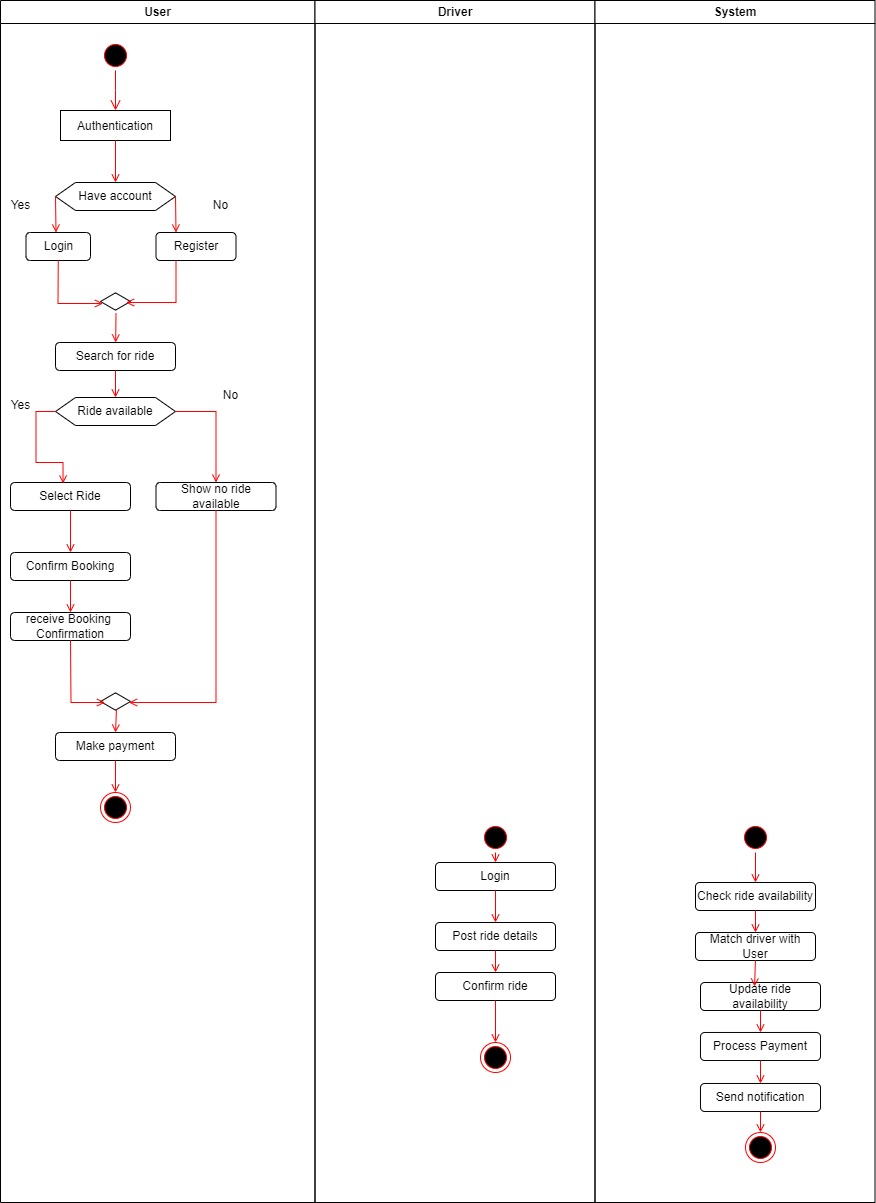 User
Driver
System
Authentication
Have account
Yes
No
Login
Register
Search for ride
Ride available
Yes
No
Select Ride
Show no ride
available
Confirm Booking
receive Booking
Confirmation
Make payment
Login
Post ride details
Confirm ride
Check ride availability
Match driver with
User
Update ride
availability
Process Payment
Send notification